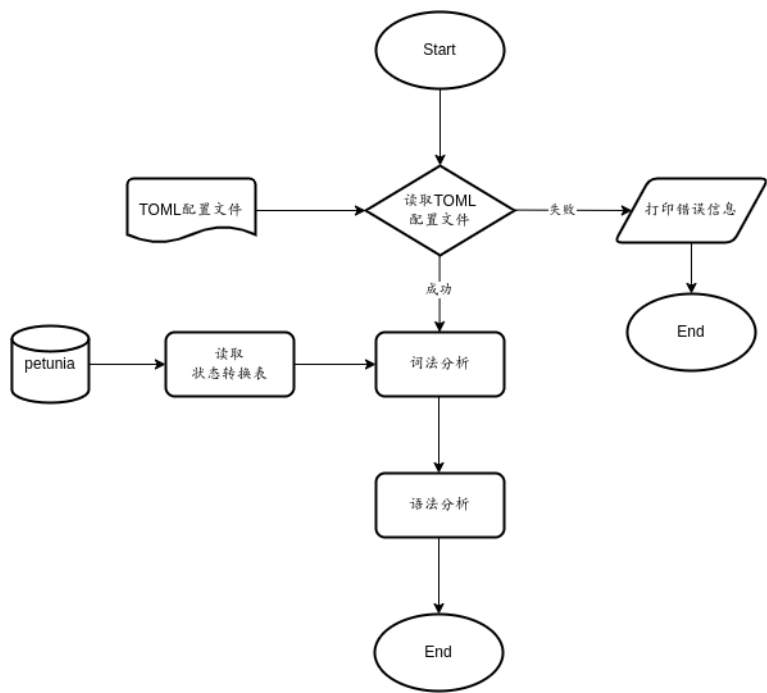 Start
TOML配置文件
读取TOML
配置文件
失败
打印错误信息
成功
End
petunia
读取
状态转换表
词法分析
语法分析
End